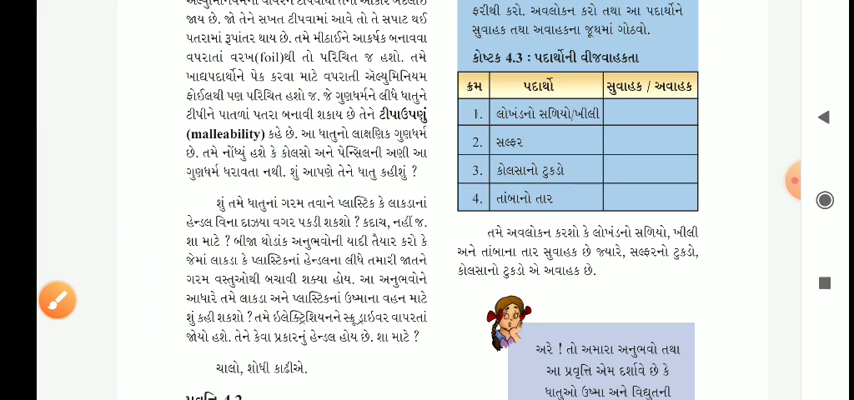 જાય છે. જો તેને સખત ટીપવામાં આવે તો તે સપાટ થઈ
પતરામાં રૂપાંતર થાય છે. તમે મીઠાઈને આકર્ષક બનાવવા
વપરાતાં વરખ(foil)થી તો પરિચિત જ હશો. તમે
ખાદ્યપદાર્થોને પેક કરવા માટે વપરાતી ઍલ્યુમિનિયમ
ફોઇલથી પણ પરિચિત હશો જ. જે ગુણધર્મને લીધે ધાતુને
ટીપીને પાતળાં પતરા બનાવી શકાય છે તેને ટીપાઉપણું
(malleability) કહે છે. આ ધાતુનો લાક્ષણિક ગુણધર્મ
છે. તમે નોંધ્યું હશે કે કોલસો અને પેન્સિલની અણી આ
ગુણધર્મ ધરાવતા નથી. શું આપણે તેને ધાતુ કહીશું ?
શું તમે ધાતુનાં ગરમ તવાને પ્લાસ્ટિક કે લાકડાનાં
હેન્ડલ વિના દાઝ્યા વગર પકડી શકશો ? કદાચ, નહીં જ.
શા માટે ? બીજા થોડાંક અનુભવોની યાદી તૈયાર કરો કે
જેમાં લાકડા કે પ્લાસ્ટિકનાં હેન્ડલના લીધે તમારી જાતને
ગરમ વસ્તુઓથી બચાવી શક્યા હોય. આ અનુભવોને
આધારે તમે લાકડા અને પ્લાસ્ટિકનાં ઉષ્માના વહન માટે
શું કહી શકશો ? તમે ઇલેક્ટ્રિશિયનને સ્ક્રૂ ડ્રાઇવર વાપરતાં
જોયો હશે. તેને કેવા પ્રકારનું હેન્ડલ હોય છે. શા માટે ?
ચાલો, શોધી કાઢીએ.
ફરીથી કરો. અવલોકન કરો તથા આ પદાર્થોને
સુવાહક તથા અવાહકના જૂથમાં ગોઠવો.
કોષ્ટક 4.3 : પદાર્થોની વીજવાહકતા
ક્રમ પદાર્થો સુવાહક / અવાહક
1. લોખંડનો સળિયો/ખીલી
2. સલ્ફર
3. કોલસાનો ટુકડો
4. તાંબાનો તાર
તમે અવલોકન કરશો કે લોખંડનો સળિયો, ખીલી
અને તાંબાના તાર સુવાહક છે જ્યારે, સલ્ફરનો ટુકડો,
કોલસાનો ટુકડો એ અવાહક છે.
અરે ! તો અમારા અનુભવો તથા
આ પ્રવૃત્તિ એમ દર્શાવે છે કે
ધાતુઓ ઉષ્મા અને વિદ્યુતની